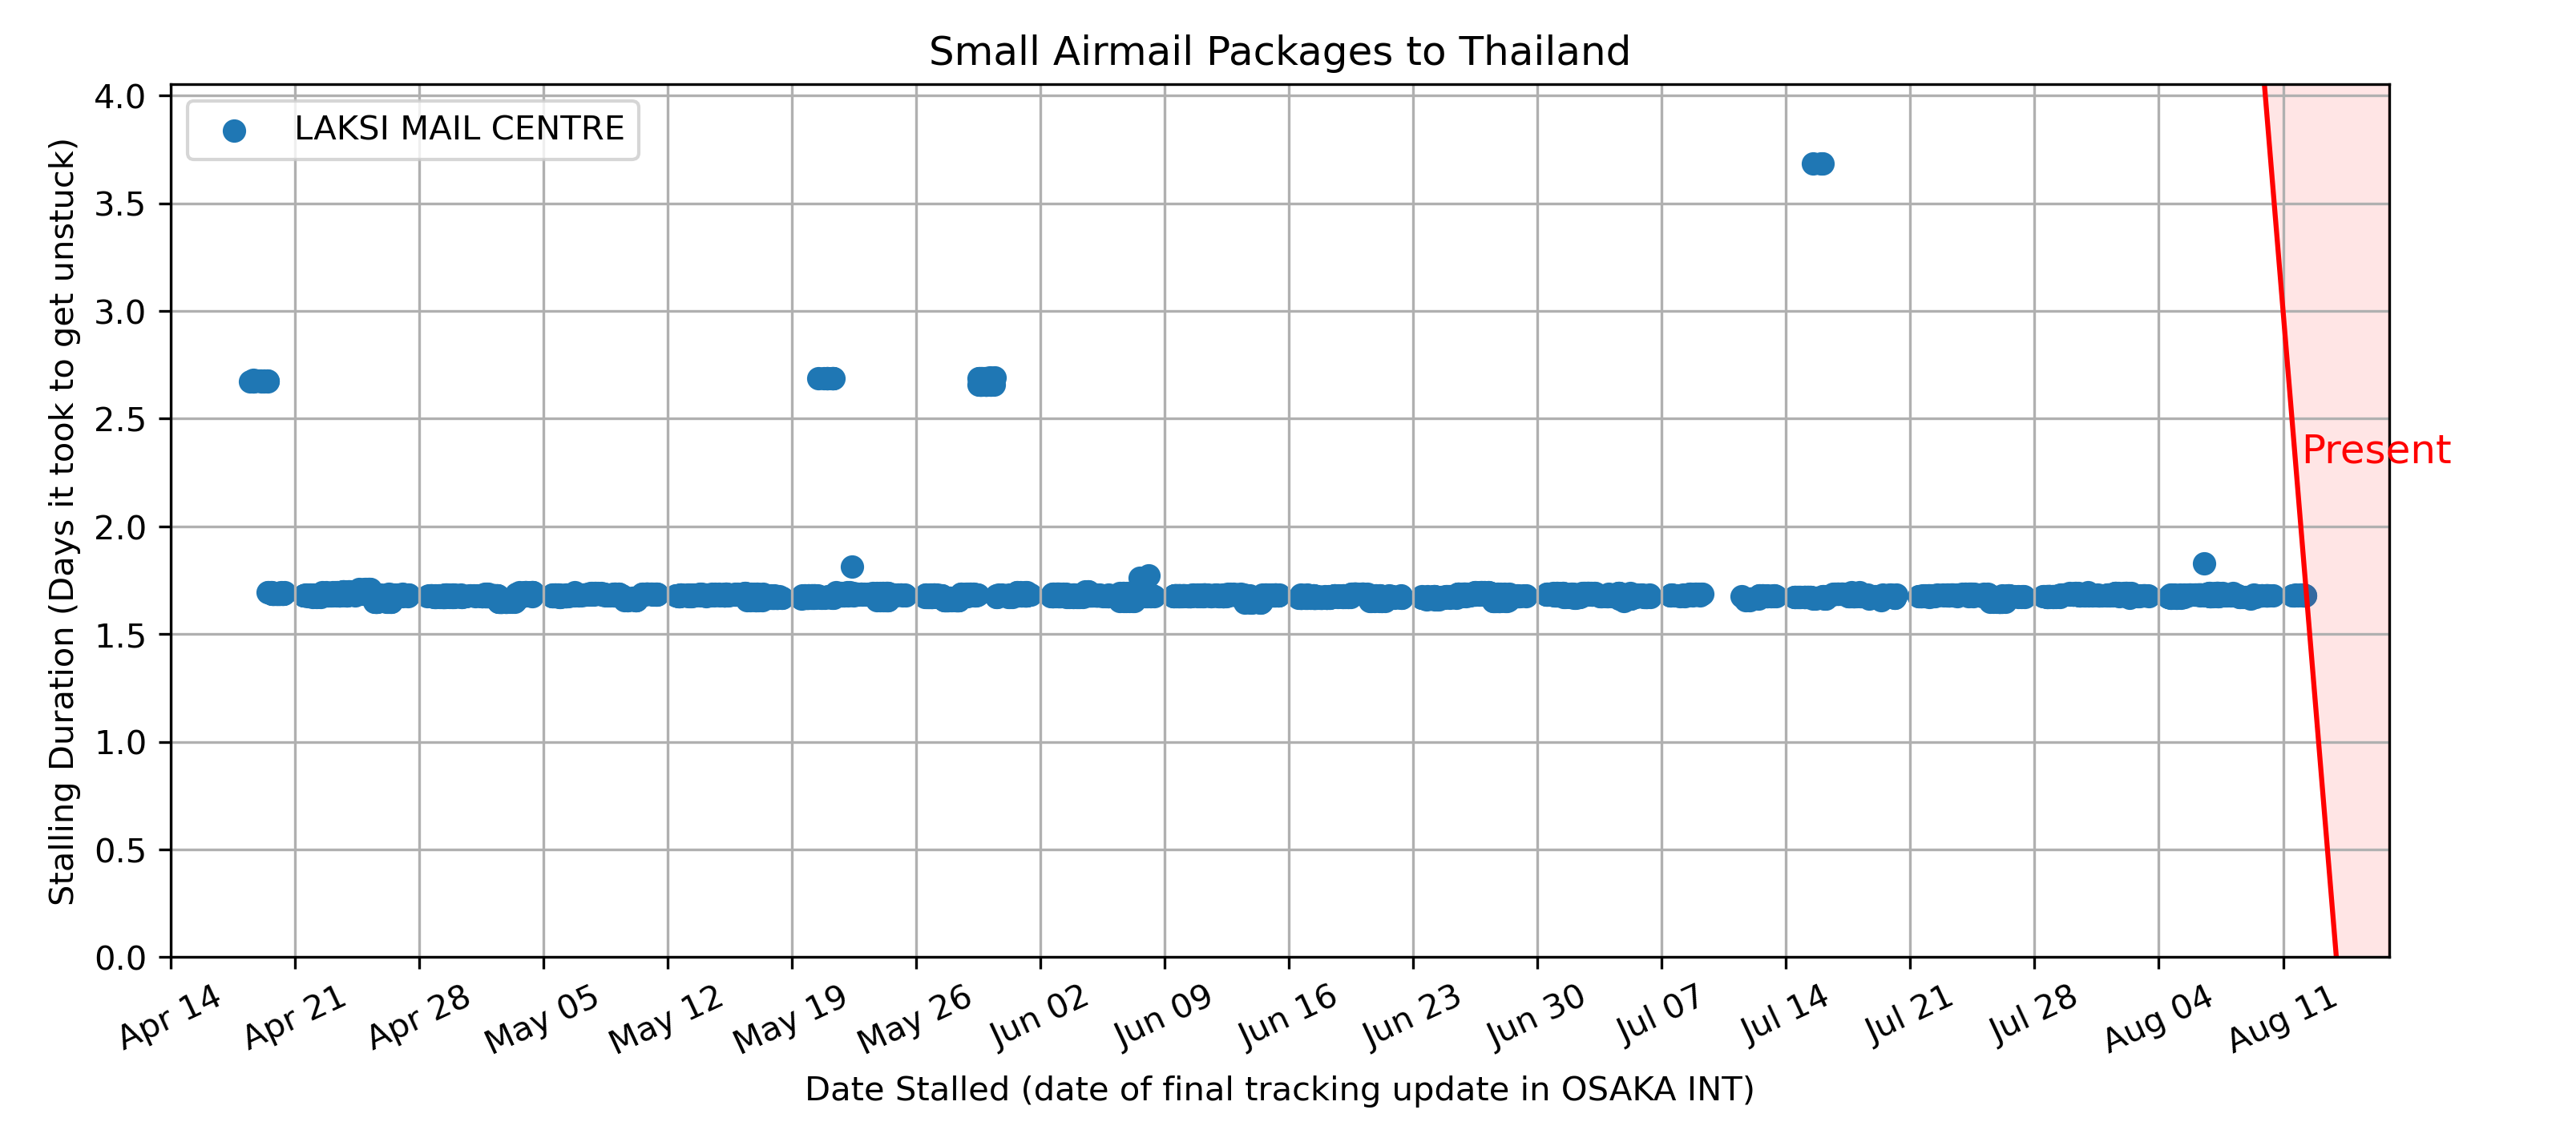 Small Airmail Packages to Thailand
LAKSI MAIL CENTRE
Stalling Duration (Days it took to get unstuck)
4.0
3.5
3.0
2.5
2.0
1.5
1.0
0.5
0.0
Present
Apr 14
Apr 21
Apr 28
May 05
May 12
May 19
May 26
Jun 02
Jun 09
Jun 16
Jun 23
Jun 30
Jul 07
Jul 14
Jul 21
Jul 28
Aug 04
Aug 11
Date Stalled (date of final tracking update in OSAKA INT)